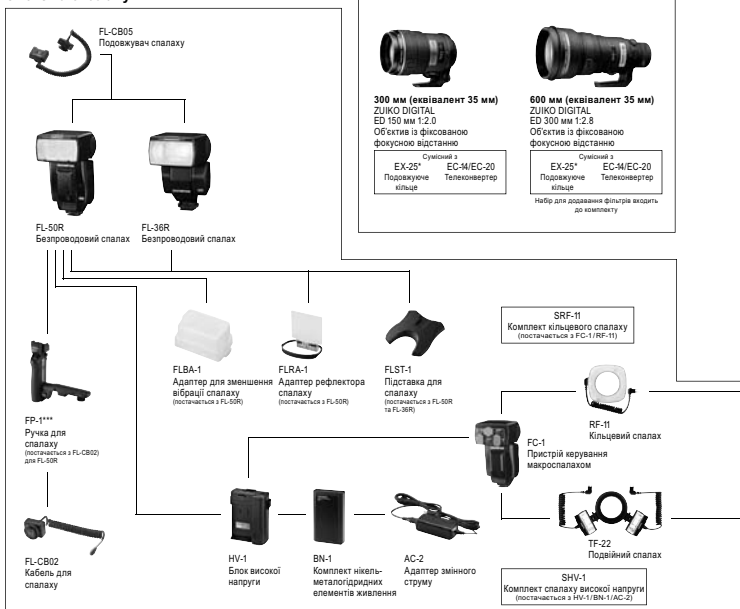 FL-CB05
Подовжувач спалаху
300 мм (еквівалент 35 мм)
ZUIKO DIGITAL
ED 150 мм 1:2.0
Об'єктив із фіксованою
фокусною відстанню
Сумісний з
EX-25*
Подовжуюче
кільце
EC-14/EC-20
Телеконвертер
600 мм (еквівалент 35 мм)
ZUIKO DIGITAL
ED 300 мм 1:2.8
Об'єктив із фіксованою
фокусною відстанню
Сумісний з
EX-25*
Подовжуюче
кільце
EC-14/EC-20
Телеконвертер
Набір для додавання фільтрів входить
до комплекту
FL-50R
Безпроводовий спалах
FL-36R
Безпроводовий спалах
FLBA-1
Адаптер для зменшення
вібрації спалаху
(постачається з FL-50R)
FLRA-1
Адаптер рефлектора
спалаху
(постачається з FL-50R)
FLST-1
Підставка для
спалаху
(постачається з FL-50R
та FL-36R)
SRF-11
Комплект кільцевого спалаху
(постачається з FC-1/RF-11)
RF-11
Кільцевий спалах
FP-1***
Ручка для
спалаху
(постачається з FL-CB02)
для FL-50R
FC-1
Пристрій керування
макроспалахом
FL-CB02
Кабель для
спалаху
HV-1
Блок високої
напруги
BN-1
Комплект нікель-
металогідридних
елементів живлення
AC-2
Адаптер змінного
струму
TF-22
Подвійний спалах
SHV-1
Комплект спалаху високої напруги
(постачається з HV-1/BN-1/AC-2)